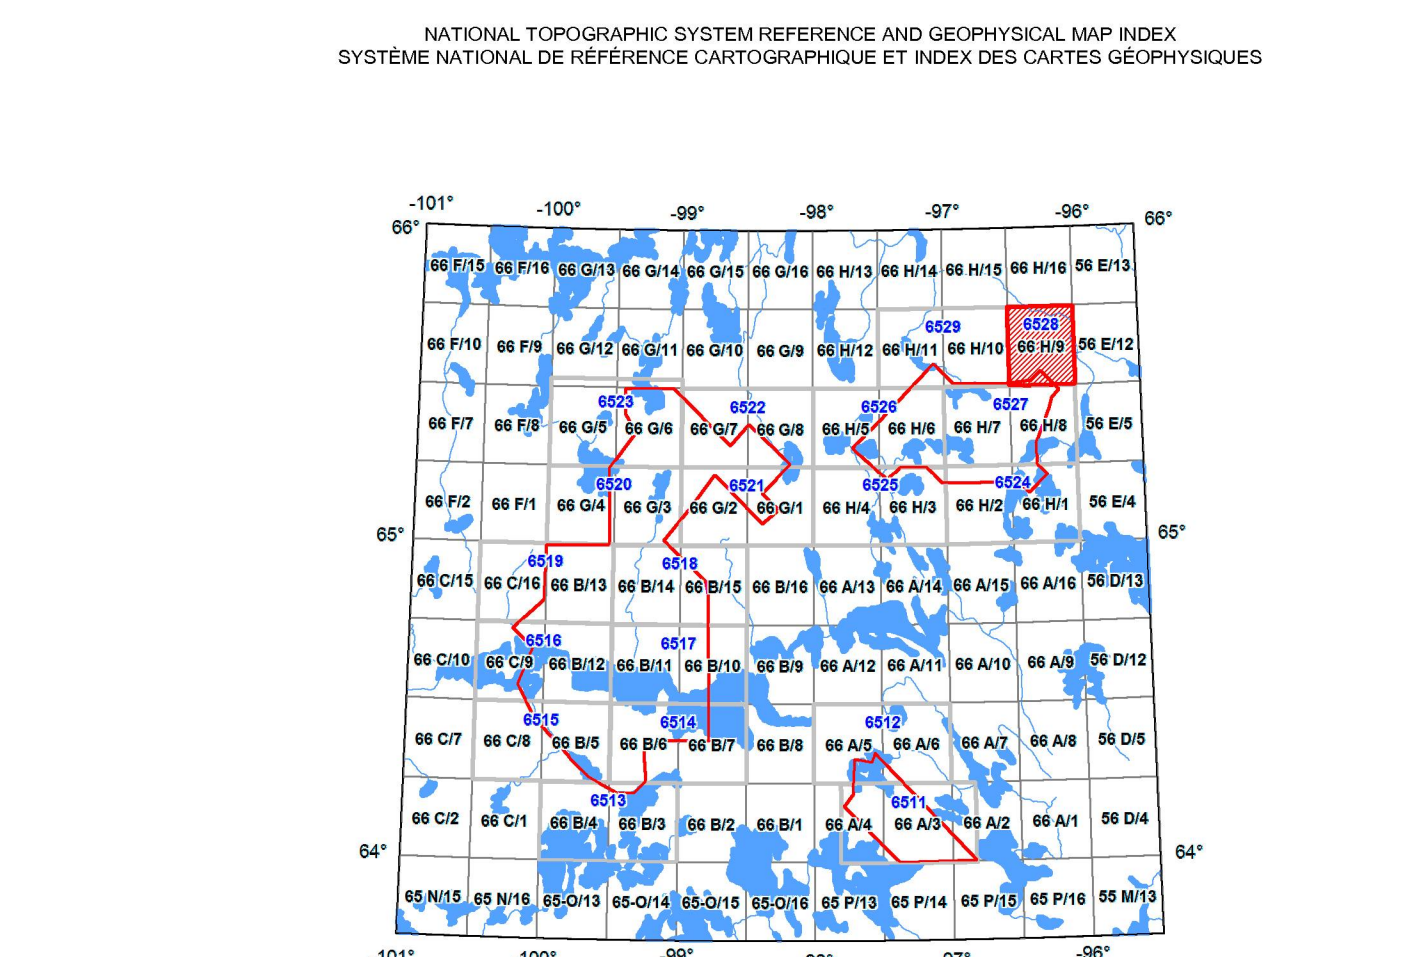 NATIONAL TOPOGRAPHIC SYSTEM REFERENCE AND GEOPHYSICAL MAP INDEX
SYSTÈME NATIONAL DE RÉFÉRENCE CARTOGRAPHIQUE ET INDEX DES CARTES GÉOPHYSIQUES
-101° -100° -99° -98° -97° -96°
66° 66°
66 F/15 66 F/16 66 G/13 66 G/14 66 G/15 66 G/16 66 H/13 66 H/14 66 H/15 66 H/16 56 E/13
6529 6528
66 F/10 66 F/9 66 G/12 66 G/11 66 G/10 66 G/9 66 H/12 66 H/11 66 H/10 66 H/9 56 E/12
6523 6522 6526 6527
66 F/7 66 F/8 66 G/5 66 G/6 66 G/7 66 G/8 66 H/5 66 H/6 66 H/7 66 H/8 56 E/5
6520 6521 6525 6524
66 F/2 66 F/1 66 G/4 66 G/3 66 G/2 66 G/1 66 H/4 66 H/3 66 H/2 66 H/1 56 E/4
65° 65°
6519 6518
66 C/15 66 C/16 66 B/13 66 B/14 66 B/15 66 B/16 66 A/13 66 A/14 66 A/15 66 A/16 56 D/13
6516 6517
66 C/10 66 C/9 66 B/12 66 B/11 66 B/10 66 B/9 66 A/12 66 A/11 66 A/10 66 A/9 56 D/12
6515 6514 6512
66 C/7 66 C/8 66 B/5 66 B/6 66 B/7 66 B/8 66 A/5 66 A/6 66 A/7 66 A/8 56 D/5
6513 6511
66 C/2 66 C/1 66 B/4 66 B/3 66 B/2 66 B/1 66 A/4 66 A/3 66 A/2 66 A/1 56 D/4
64° 64°
65 N/15 65 N/16 65-O/13 65-O/14 65-O/15 65-O/16 65 P/13 65 P/14 65 P/15 65 P/16 55 M/13
-99° -96°